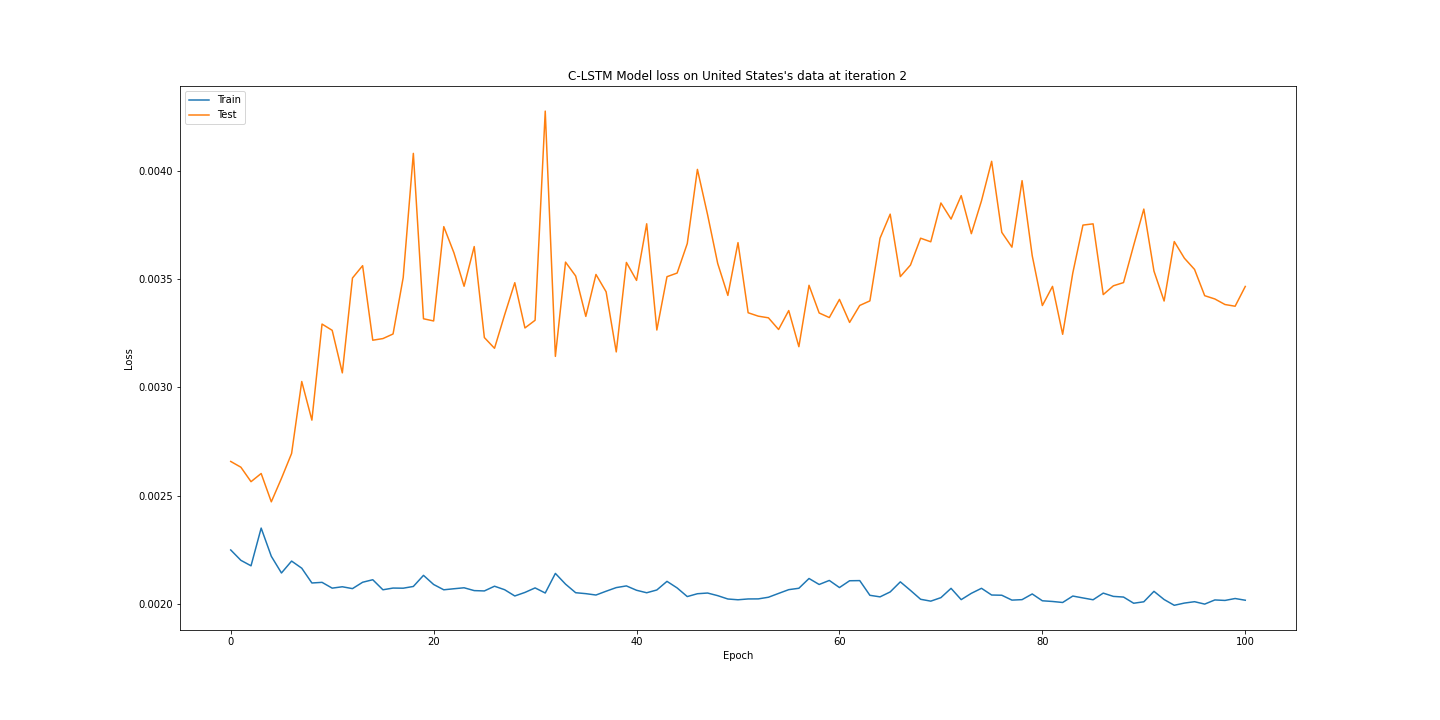 C-LSTM Model loss on United States's data at iteration 2
Train
Test
0.0040
0.0035
0.0030
0.0025
0.0020
Loss
0 20 40 60 80 100
Epoch